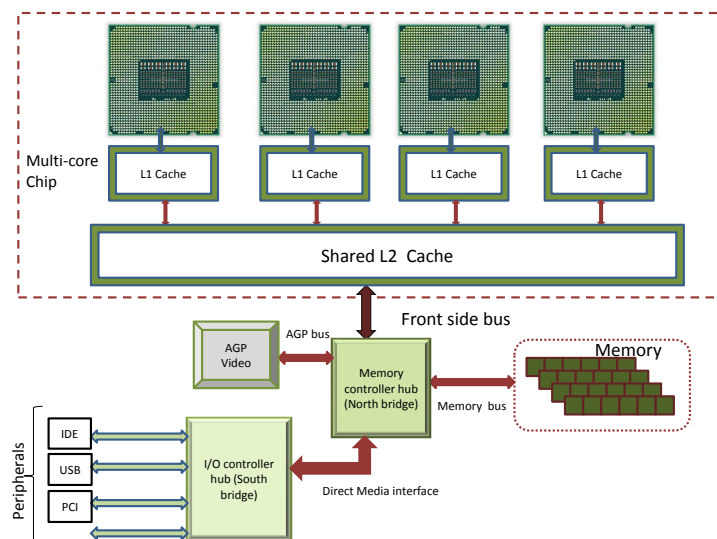 Multi-core
Chip
L1 Cache
L1 Cache
L1 Cache
L1 Cache
Shared L2 Cache
Front side bus
AGP bus
AGP
Video
Memory
controller hub
(North bridge)
Memory
Memory bus
Peripherals
IDE
USB
PCI
I/O controller
hub (South
bridge)
Direct Media interface